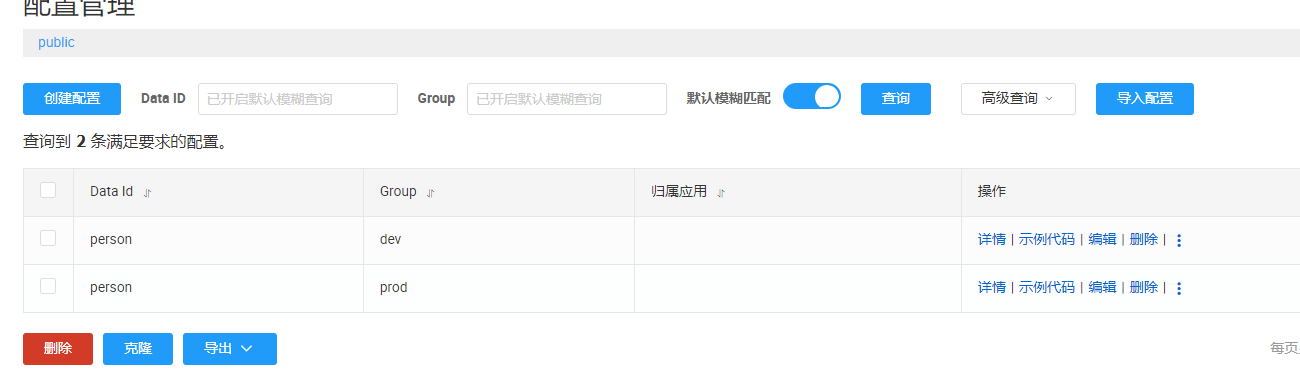 配置管理
public
创建配置 Data ID 已开启默认模糊查询 Group 已开启默认模糊查询 默认模糊匹配 查询 高级查询 导入配置
查询到 2 条满足要求的配置。
Data Id Group 归属应用 操作
person dev 详情 | 示例代码 | 编辑 | 删除 |
person prod 详情 | 示例代码 | 编辑 | 删除 |
删除 克隆 导出 每页